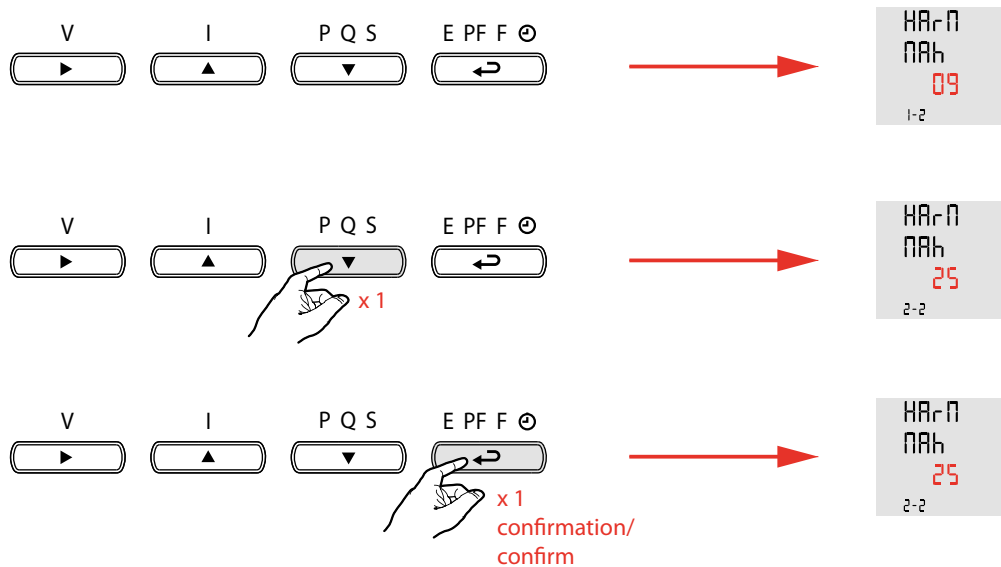 V I P Q S E PF F
HArM
MAh
09
1-2
V I P Q S E PF F
x 1
HArM
MAh
25
2-2
V I P Q S E PF F
x 1
confirmation/
confirm
HArM
MAh
25
2-2